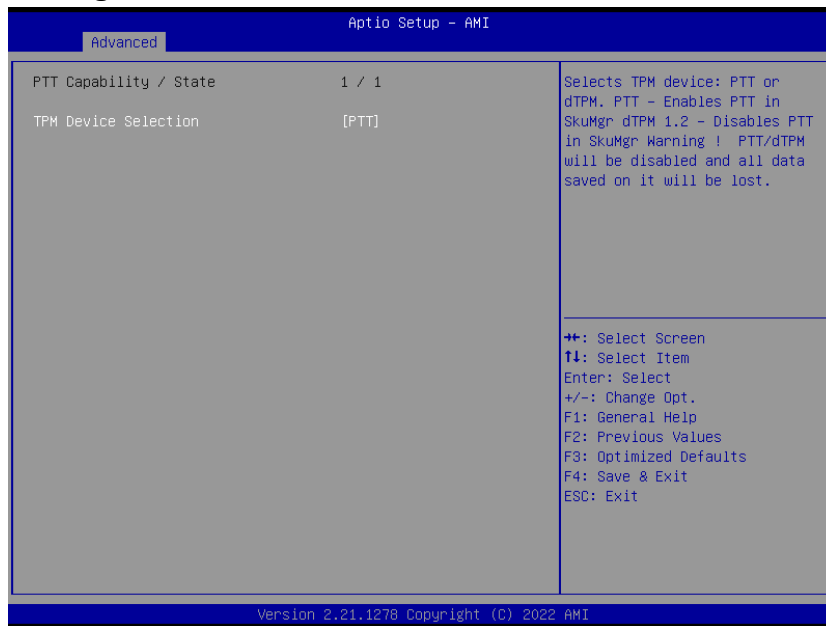 Aptio Setup – AMI
Advanced
PTT Capability / State 1 / 1
TPM Device Selection [PTT]
Selects TPM device: PTT or
dTPM. PTT – Enables PTT in
SkuMgr dTPM 1.2 – Disables PTT
in SkuMgr Warning ! PTT/dTPM
will be disabled and all data
saved on it will be lost.
→←: Select Screen
↑↓: Select Item
Enter: Select
+/-: Change Opt.
F1: General Help
F2: Previous Values
F3: Optimized Defaults
F4: Save & Exit
ESC: Exit
Version 2.21.1278 Copyright (C) 2022 AMI